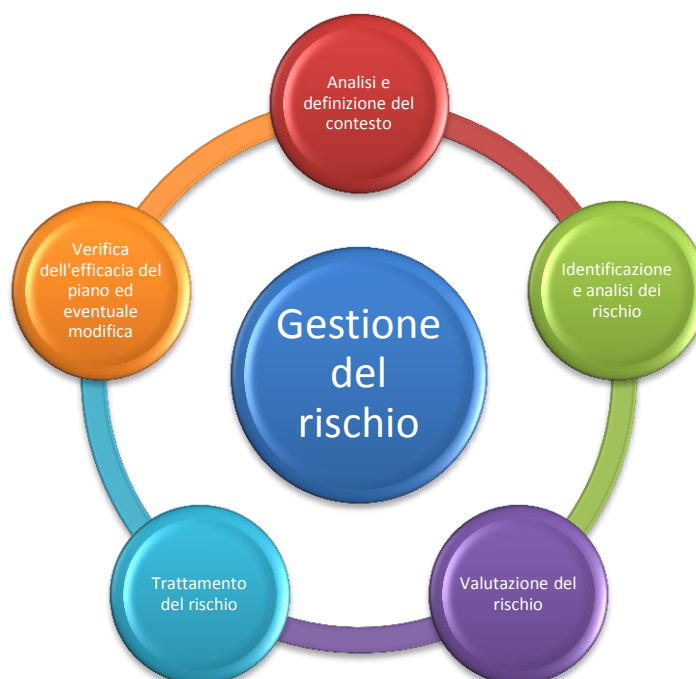 Analisi e
definizione del
contesto
Identificazione
e analisi dei
rischio
Valutazione del
rischio
Trattamento
del rischio
Verifica
dell'efficacia del
piano ed
eventuale
modifica
Gestione
del
rischio